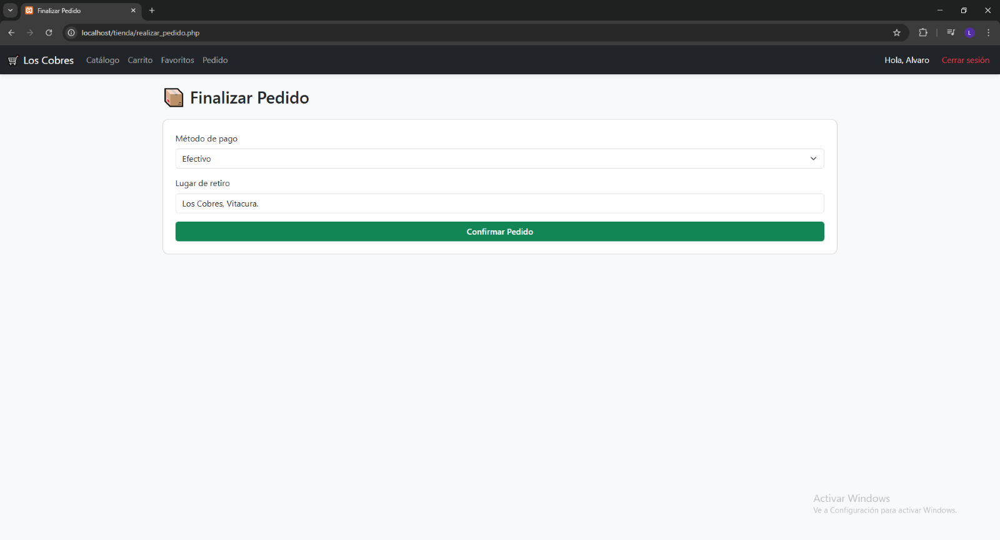 Finalizar Pedido
localhost/tienda/realizar_pedido.php
L
Los Cobres Catálogo Carrito Favoritos Pedido Hola, Alvaro Cerrar sesión
Finalizar Pedido
Método de pago
Efectivo
Lugar de retiro
Los Cobres, Vitacura.
Confirmar Pedido
Activar Windows
Ve a Configuración para activar Windows.